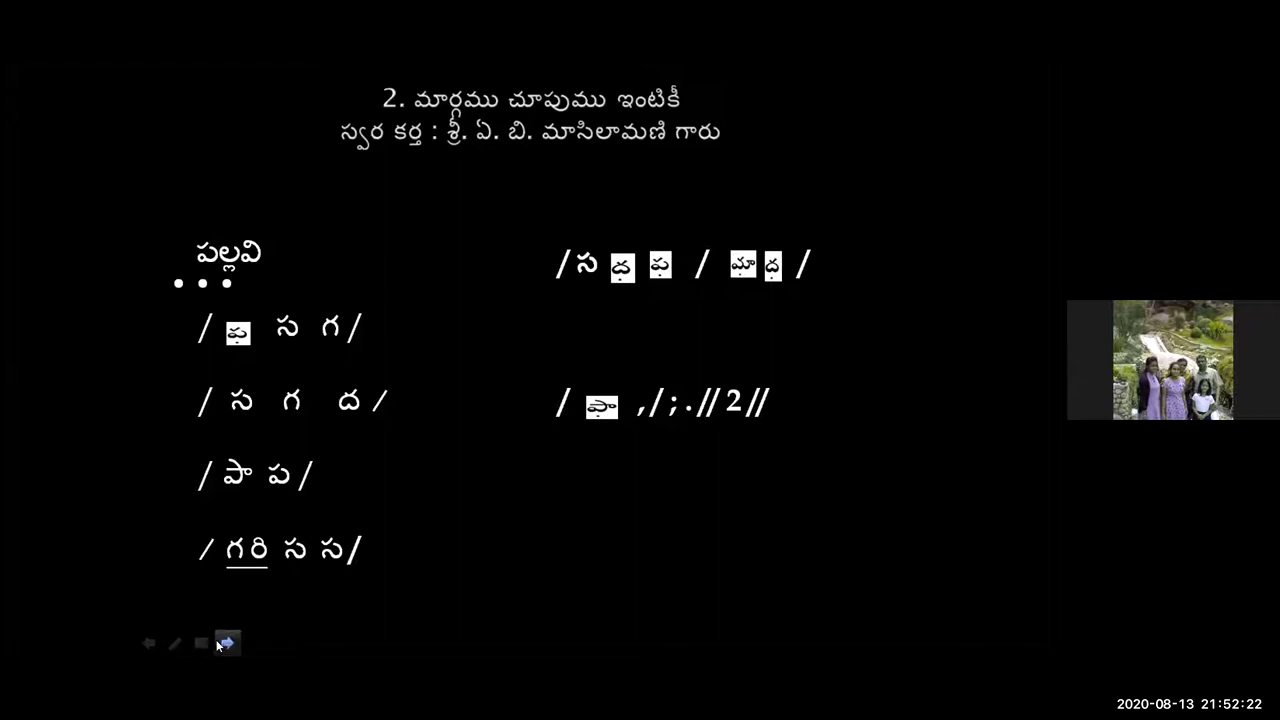 2. మార్గము చూపుము ఇంటికీ
స్వర కర్త : శ్రీ. ఏ. బి. మాసిలామణి గారు
పల్లవి
• • •
/ ప̣ స గ/
/ స గ ద /
/ పా ప /
/ గరి స స/
/ స ధ̣ ప̣ / మా̣ ధ̣ /
/ పా̣ ,/ ; . // 2 //
2020-08-13 21:52:22